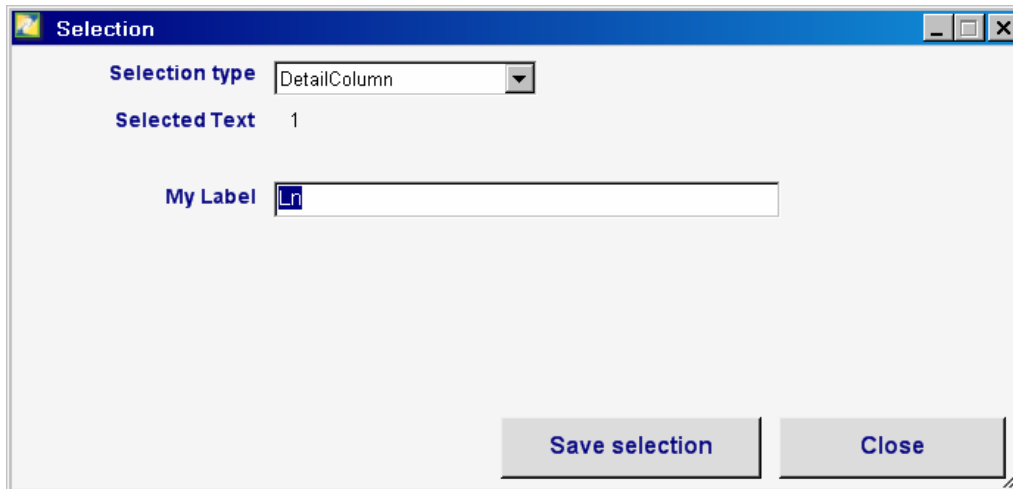 Selection
Selection type DetailColumn
Selected Text 1
My Label Ln
Save selection Close